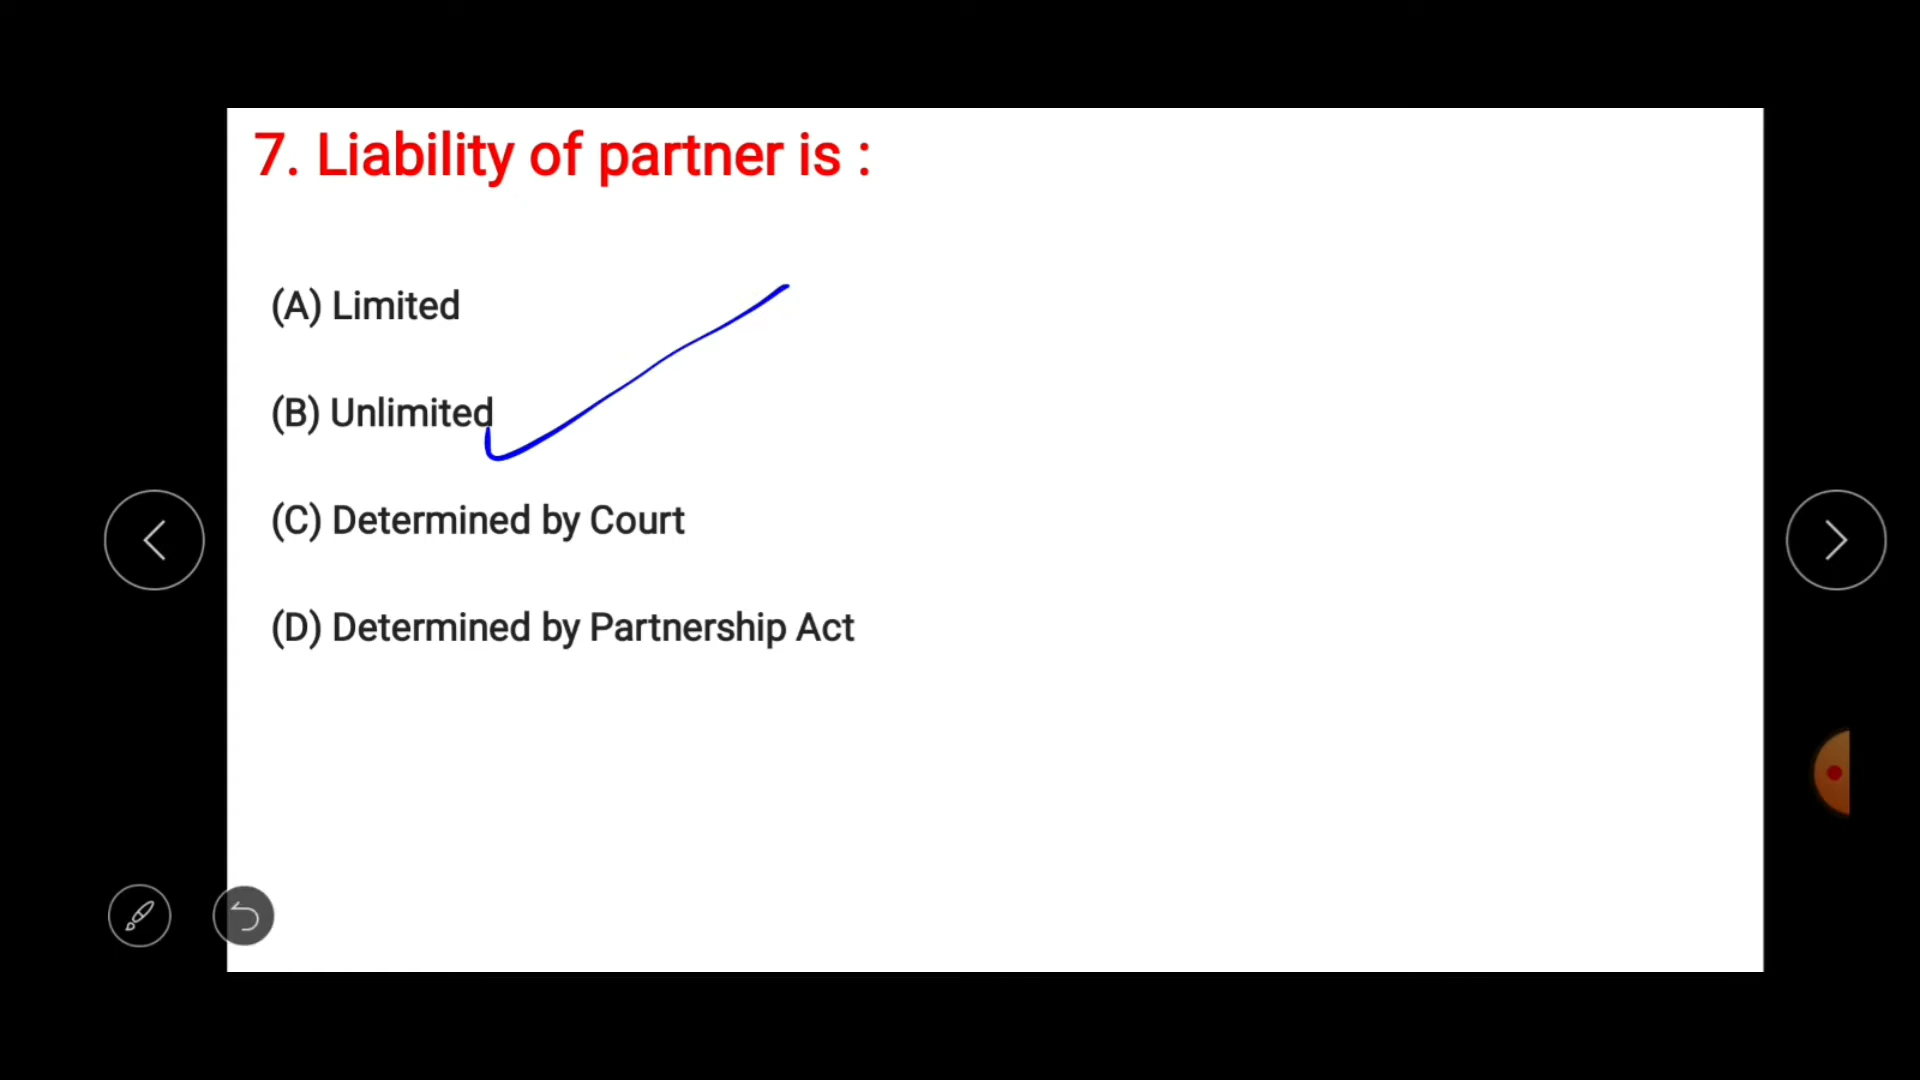 7. Liability of partner is :
(A) Limited
(B) Unlimited
(C) Determined by Court
(D) Determined by Partnership Act